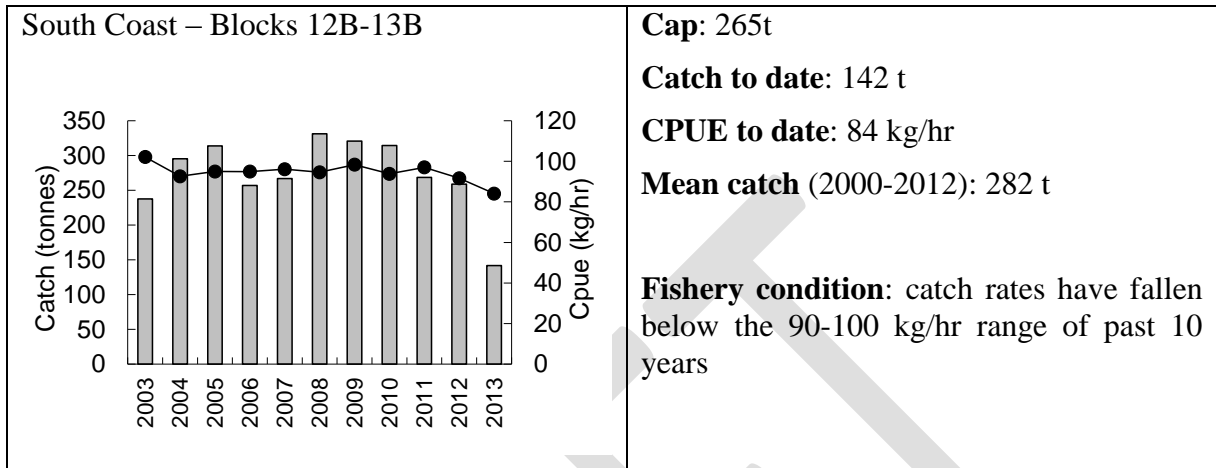 South Coast – Blocks 12B-13B
350
300
250
200
150
100
50
0
Catch (tonnes)
120
100
80
60
40
20
0
Cpue (kg/hr)
2003
2004
2005
2006
2007
2008
2009
2010
2011
2012
2013
Cap: 265t
Catch to date: 142 t
CPUE to date: 84 kg/hr
Mean catch (2000-2012): 282 t
Fishery condition: catch rates have fallen
below the 90-100 kg/hr range of past 10
years